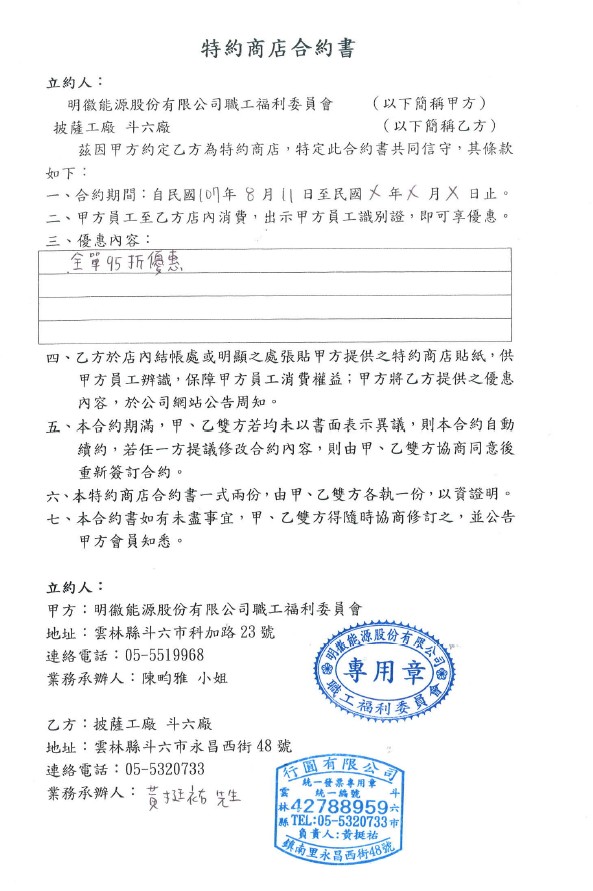 特約商店合約書
立約人：
明徽能源股份有限公司職工福利委員會 （以下簡稱甲方）
披薩工廠 斗六廠 （以下簡稱乙方）
茲因甲方約定乙方為特約商店，特定此合約書共同信守，其條款
如下：
一、合約期間：自民國107年 8 月 11 日至民國 X 年 X 月 X 日止。
二、甲方員工至乙方店內消費，出示甲方員工識別證，即可享優惠。
三、優惠內容：
全單95折優惠
四、乙方於店內結帳處或明顯之處張貼甲方提供之特約商店貼紙，供
甲方員工辨識，保障甲方員工消費權益；甲方將乙方提供之優惠
內容，於公司網站公告周知。
五、本合約期滿，甲、乙雙方若均未以書面表示異議，則本合約自動
續約，若任一方提議修改合約內容，則由甲、乙雙方協商同意後
重新簽訂合約。
六、本特約商店合約書一式兩份，由甲、乙雙方各執一份，以資證明。
七、本合約書如有未盡事宜，甲、乙雙方得隨時協商修訂之，並公告
甲方會員知悉。
立約人：
甲方：明徽能源股份有限公司職工福利委員會
地址：雲林縣斗六市科加路 23 號
連絡電話：05-5519968
業務承辦人：陳畇雅 小姐
明徽能源股份有限公司
專用章
職工福利委員會
乙方：披薩工廠 斗六廠
地址：雲林縣斗六市永昌西街 48 號
連絡電話：05-5320733
業務承辦人：黃挺祐 先生
行圓有限公司
統一發票專用章
統一編號
雲林縣 42788959 斗六市
TEL:05-5320733
負責人:黃挺祐
鎮南里永昌西街48號